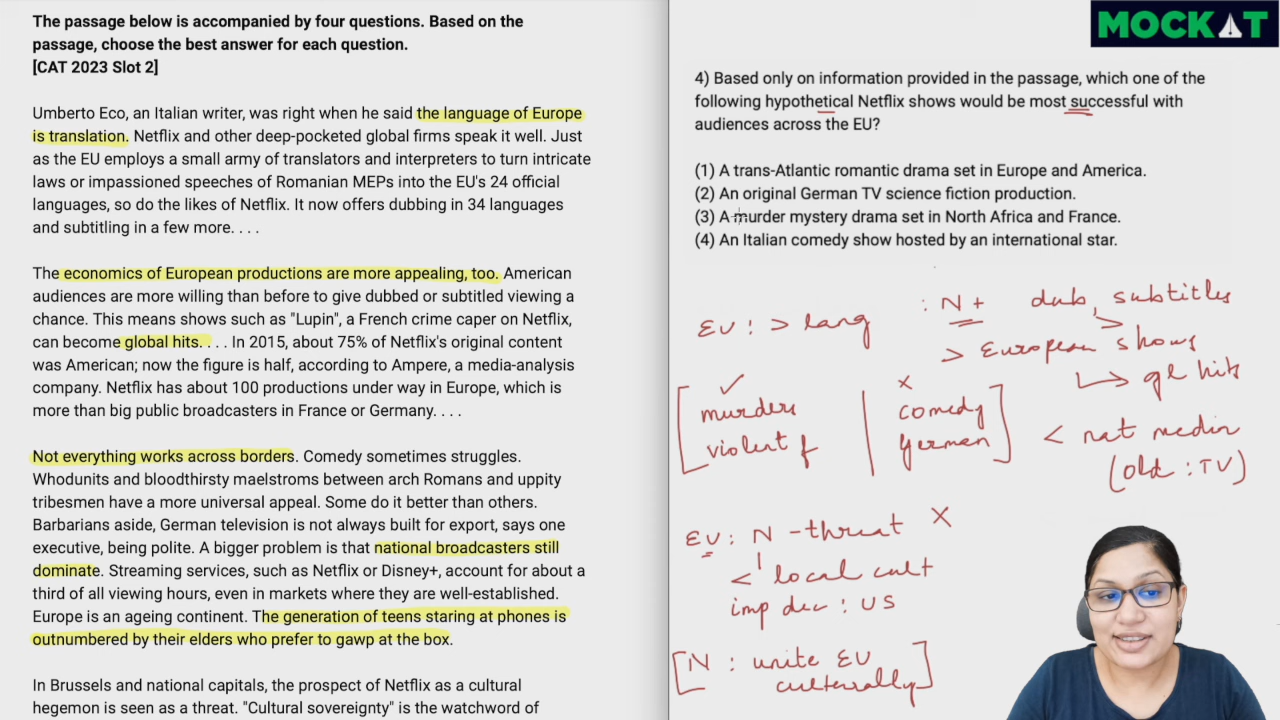 The passage below is accompanied by four questions. Based on the
passage, choose the best answer for each question.
[CAT 2023 Slot 2]
Umberto Eco, an Italian writer, was right when he said the language of Europe
is translation. Netflix and other deep-pocketed global firms speak it well. Just
as the EU employs a small army of translators and interpreters to turn intricate
laws or impassioned speeches of Romanian MEPs into the EU's 24 official
languages, so do the likes of Netflix. It now offers dubbing in 34 languages
and subtitling in a few more. . . .
The economics of European productions are more appealing, too. American
audiences are more willing than before to give dubbed or subtitled viewing a
chance. This means shows such as "Lupin", a French crime caper on Netflix,
can become global hits. . . . In 2015, about 75% of Netflix's original content
was American; now the figure is half, according to Ampere, a media-analysis
company. Netflix has about 100 productions under way in Europe, which is
more than big public broadcasters in France or Germany. . . .
Not everything works across borders. Comedy sometimes struggles.
Whodunits and bloodthirsty maelstroms between arch Romans and uppity
tribesmen have a more universal appeal. Some do it better than others.
Barbarians aside, German television is not always built for export, says one
executive, being polite. A bigger problem is that national broadcasters still
dominate. Streaming services, such as Netflix or Disney+, account for about a
third of all viewing hours, even in markets where they are well-established.
Europe is an ageing continent. The generation of teens staring at phones is
outnumbered by their elders who prefer to gawp at the box.
In Brussels and national capitals, the prospect of Netflix as a cultural
hegemon is seen as a threat. "Cultural sovereignty" is the watchword of
MOCKAT
4) Based only on information provided in the passage, which one of the
following hypothetical Netflix shows would be most successful with
audiences across the EU?
(1) A trans-Atlantic romantic drama set in Europe and America.
(2) An original German TV science fiction production.
(3) A murder mystery drama set in North Africa and France.
(4) An Italian comedy show hosted by an international star.
EU : > lang : N + dub, subtitles
> European shows
↳ gl hits
✓ ×
murders comedy
violent f German
< nat media
(old : TV)
EU : N - threat X
< local cult
imp dec : US
[N : unite EU
culturally]